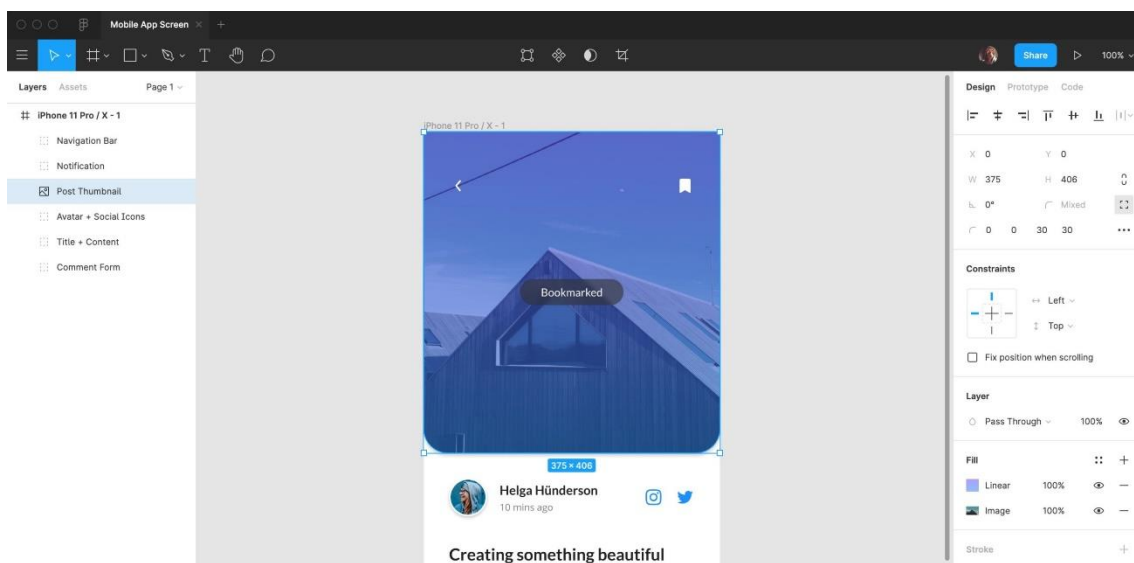 Mobile App Screen
Share
100%
Layers Assets Page 1
iPhone 11 Pro / X - 1
Navigation Bar
Notification
Post Thumbnail
Avatar + Social Icons
Title + Content
Comment Form
iPhone 11 Pro / X - 1
Bookmarked
375 × 406
Helga Hünderson
10 mins ago
Creating something beautiful
Design Prototype Code
X 0 Y 0
W 375 H 406
0° Mixed
0 0 30 30
Constraints
Left
Top
Fix position when scrolling
Layer
Pass Through 100%
Fill
Linear 100%
Image 100%
Stroke